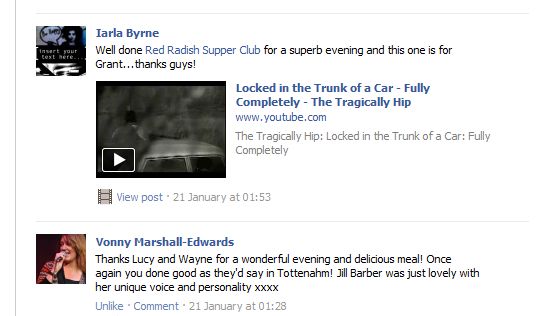 insert your
text here...
Iarla Byrne
Well done Red Radish Supper Club for a superb evening and this one is for
Grant...thanks guys!
Locked in the Trunk of a Car - Fully
Completely - The Tragically Hip
www.youtube.com
The Tragically Hip: Locked in the Trunk of a Car: Fully
Completely
View post · 21 January at 01:53
Vonny Marshall-Edwards
Thanks Lucy and Wayne for a wonderful evening and delicious meal! Once
again you done good as they'd say in Tottenahm! Jill Barber was just lovely with
her unique voice and personality xxxx
Unlike · Comment · 21 January at 01:28